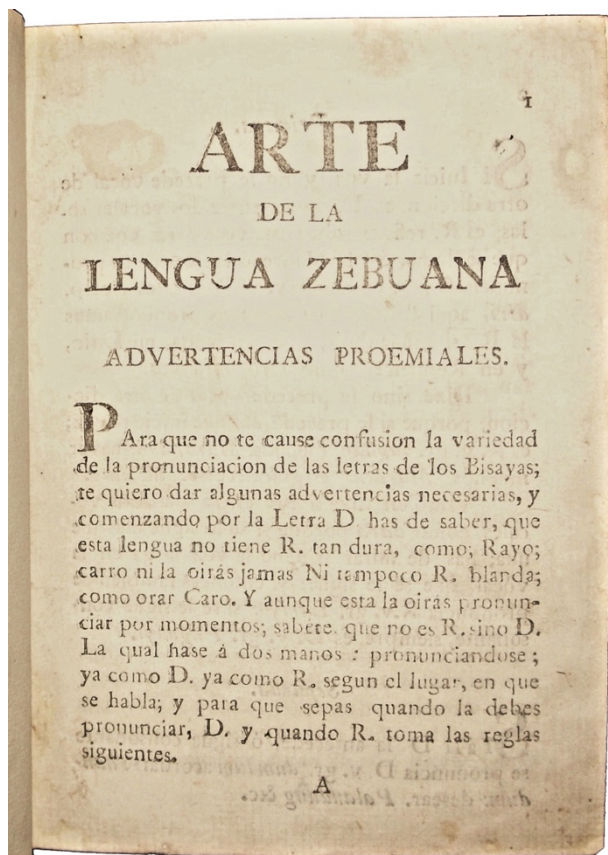 1
ARTE
DE LA
LENGUA ZEBUANA
ADVERTENCIAS PROEMIALES.
PAra que no te cause confusion la variedad
de la pronunciacion de las letras de los Bisayas;
te quiero dar algunas advertencias necesarias, y
comenzando por la Letra D has de saber, que
esta lengua no tiene R. tan dura, como; Rayo;
carro ni la oirás jamas Ni tampoco R. blanda;
como orar Caro. Y aunque esta la oirás pronun-
ciar por momentos; sabete. que no es R. sino D.
La qual hase á dos manos : pronunciandose;
ya como D. ya como R. segun el lugar, en que
se habla; y para que sepas quando la debes
pronunciar, D. y quando R. toma las reglas
siguientes.
A